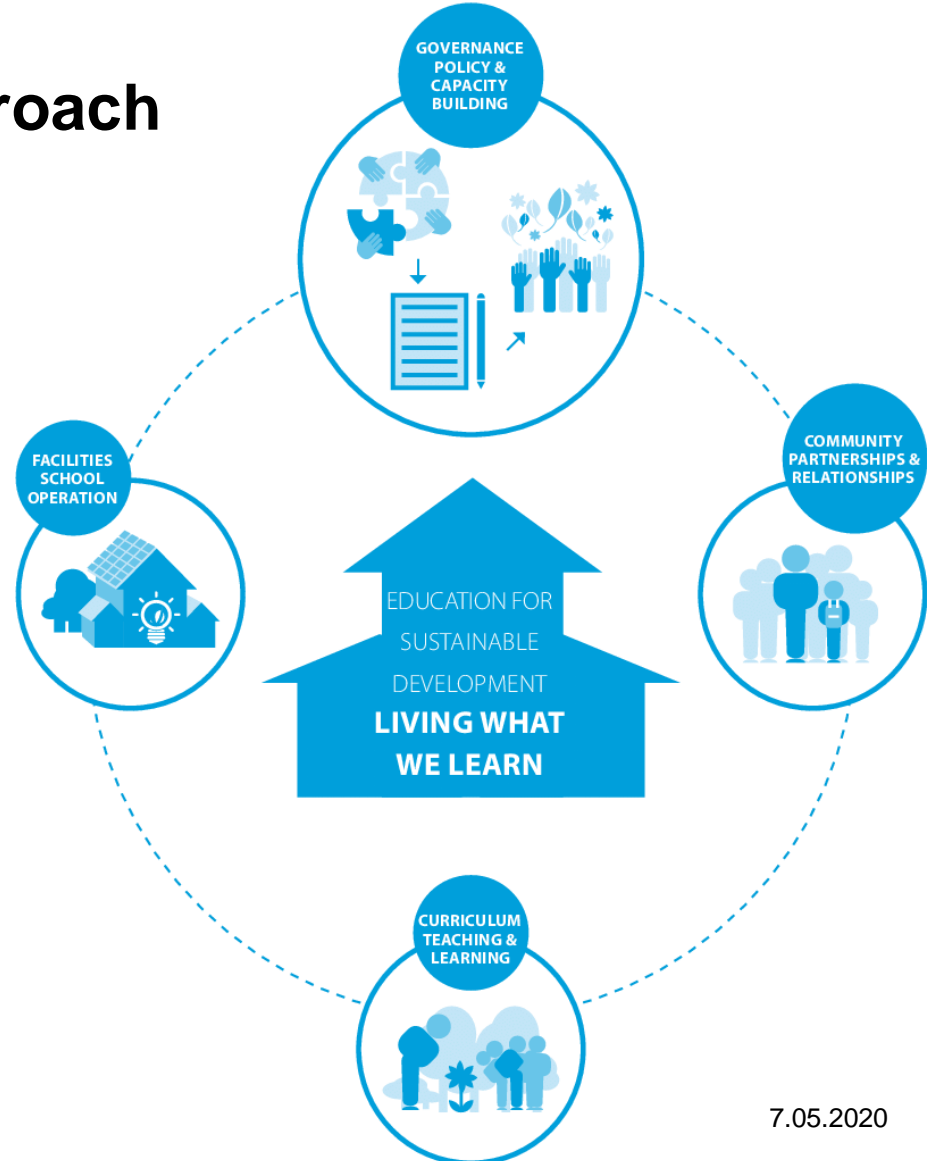 roach
GOVERNANCE
POLICY &
CAPACITY
BUILDING
FACILITIES
SCHOOL
OPERATION
COMMUNITY
PARTNERSHIPS &
RELATIONSHIPS
EDUCATION FOR
SUSTAINABLE
DEVELOPMENT
LIVING WHAT
WE LEARN
CURRICULUM
TEACHING &
LEARNING
7.05.2020